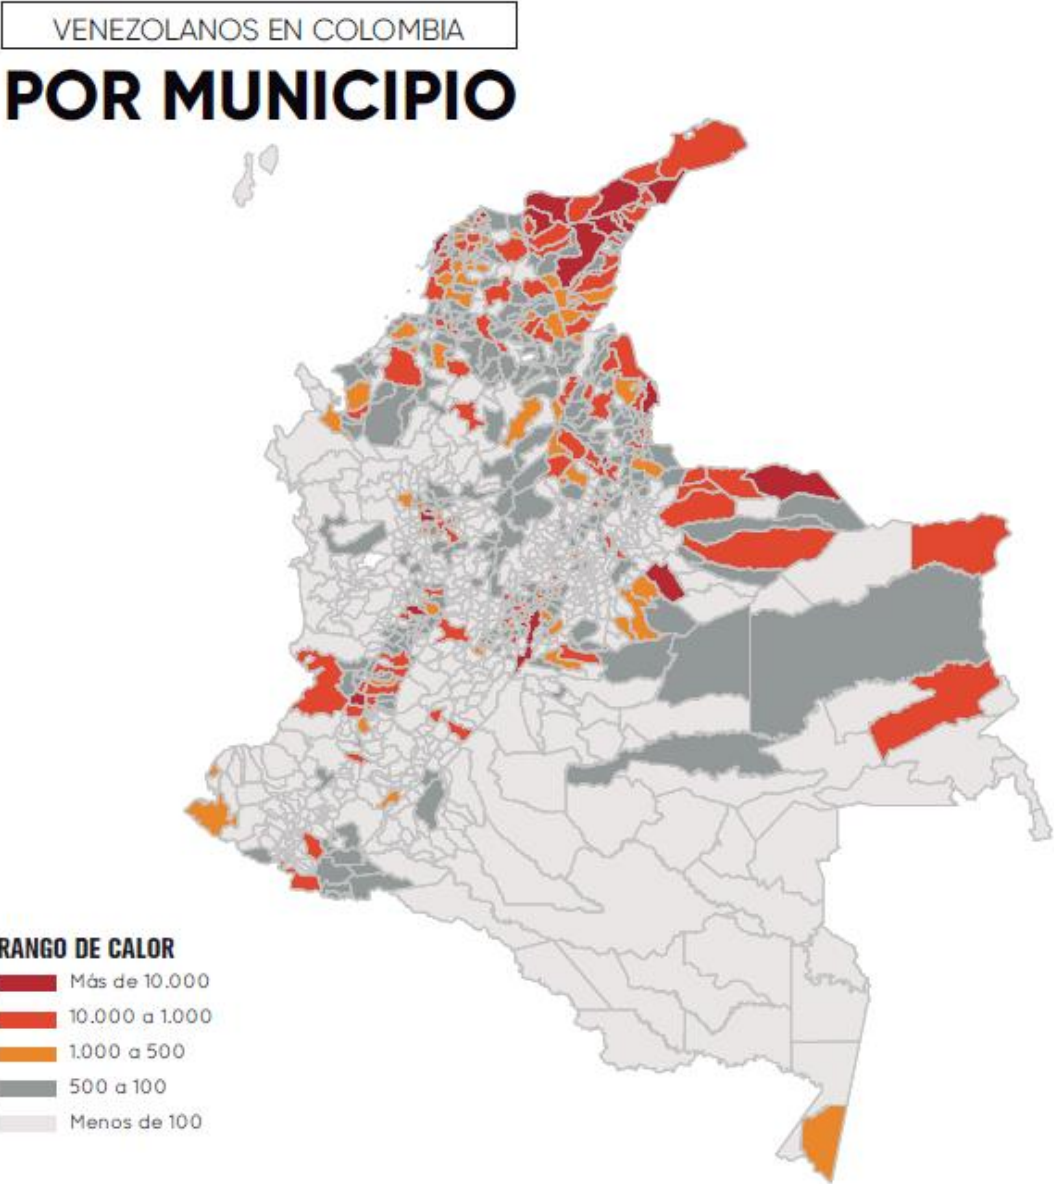 VENEZOLANOS EN COLOMBIA
POR MUNICIPIO
RANGO DE CALOR
Más de 10.000
10.000 a 1.000
1.000 a 500
500 a 100
Menos de 100